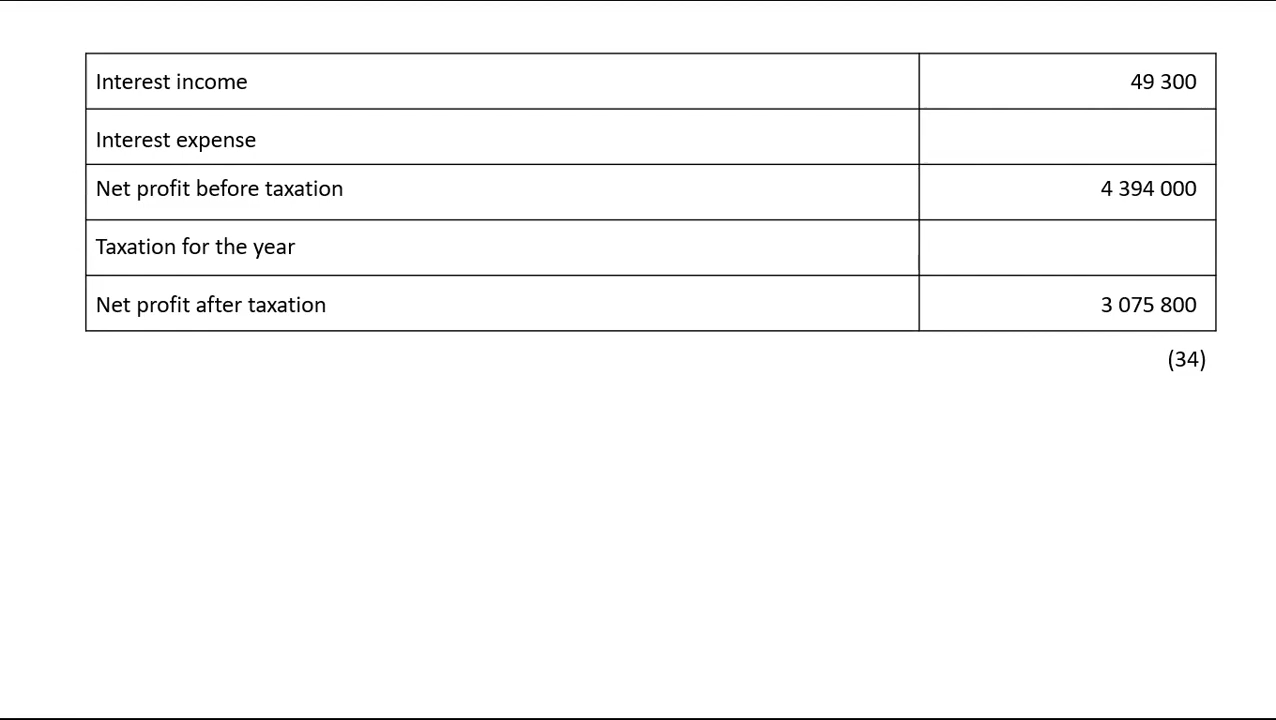 Interest income 49 300
Interest expense
Net profit before taxation 4 394 000
Taxation for the year
Net profit after taxation 3 075 800
(34)